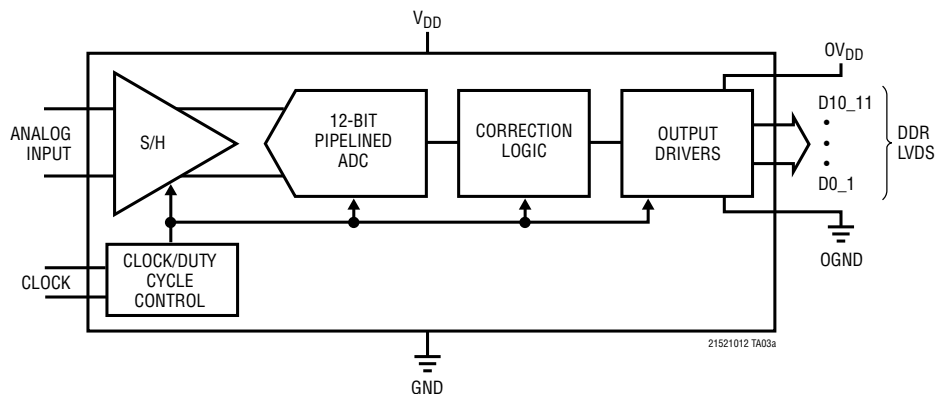 VDD
OVDD
ANALOG
INPUT
S/H
12-BIT
PIPELINED
ADC
CORRECTION
LOGIC
OUTPUT
DRIVERS
D10_11
•
•
•
D0_1
DDR
LVDS
OGND
CLOCK
CLOCK/DUTY
CYCLE
CONTROL
21521012 TA03a
GND